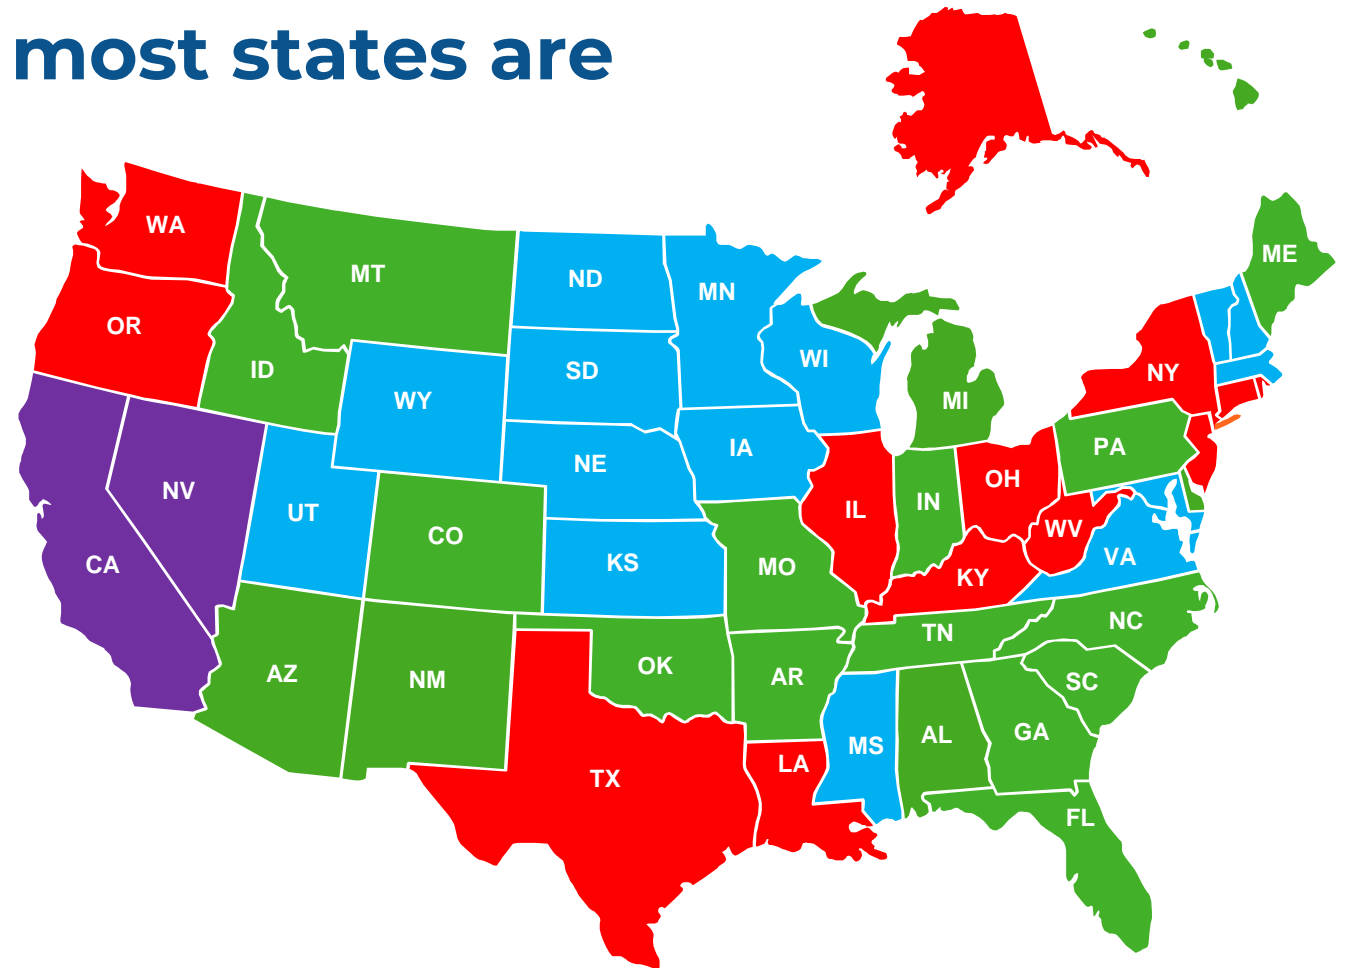 most states are
ME
WA
MT
ND
MN
OR
WI
ID
SD
NY
WY
MI
IA
PA
NE
OH
NV
IN
UT
IL
CO
WV
KS
VA
CA
MO
KY
NC
TN
OK
AZ
AR
NM
SC
GA
AL
MS
LA
TX
FL